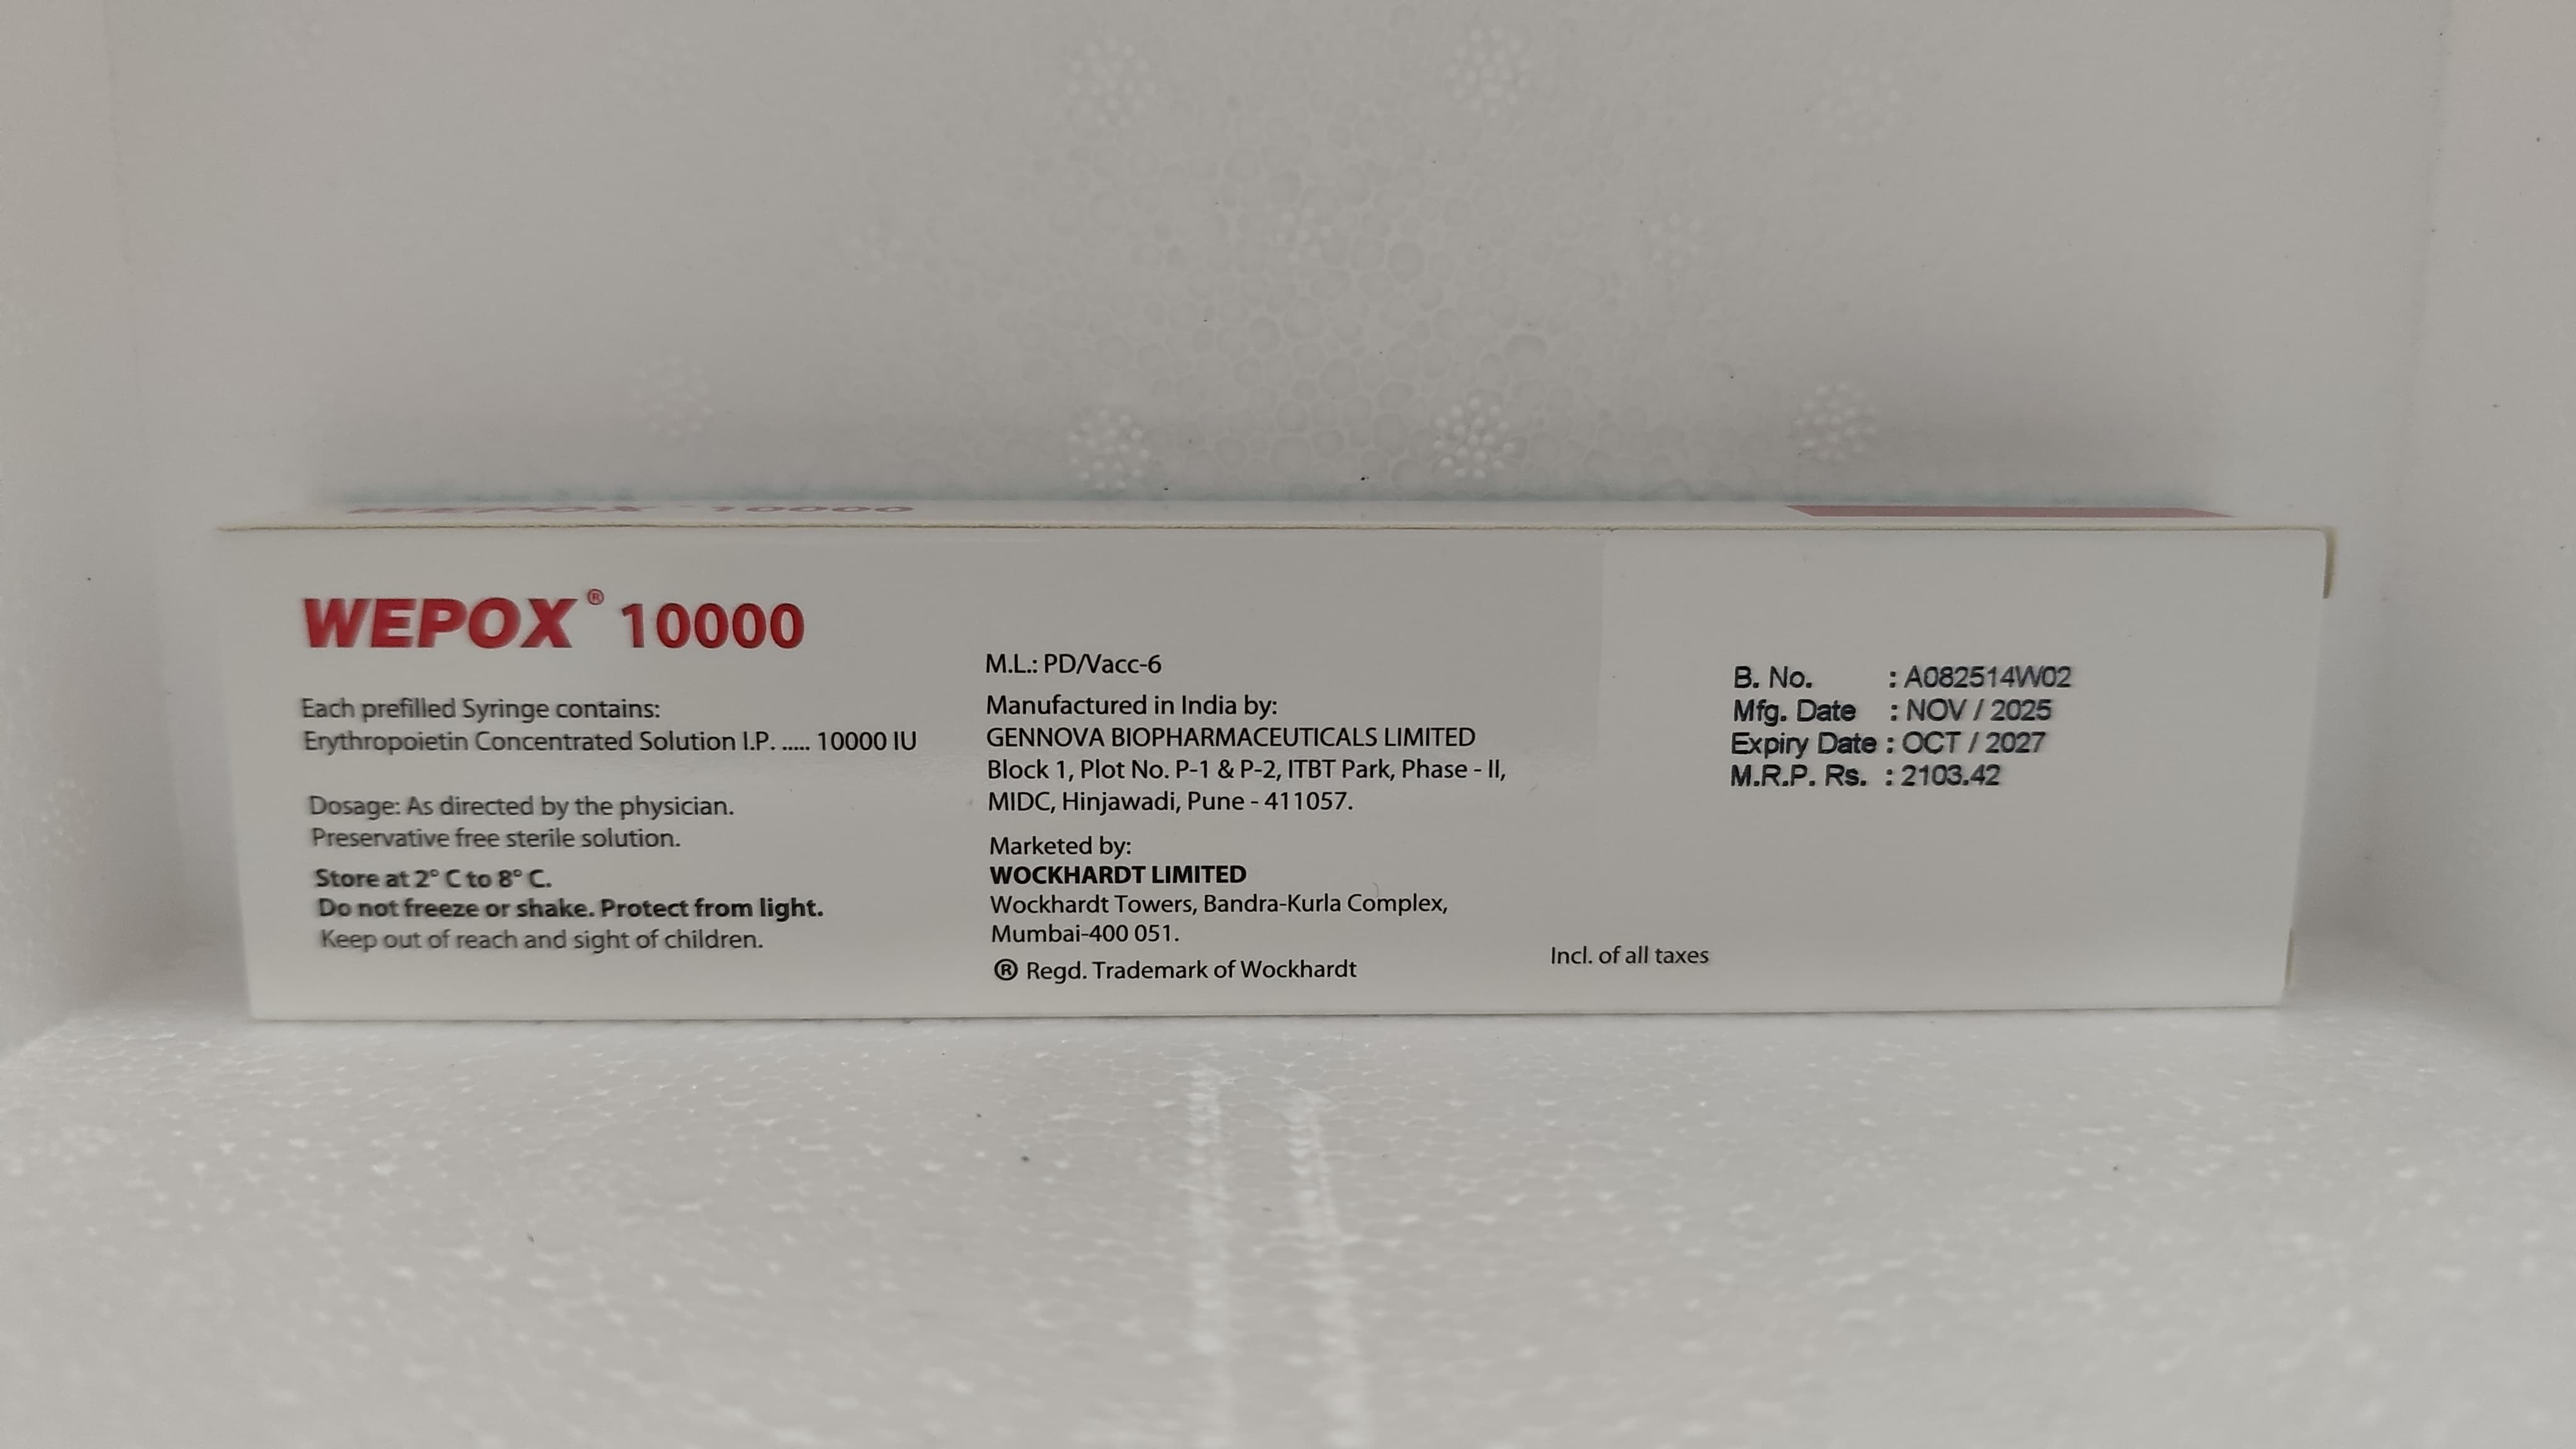 WEPOX 10000
WEPOX® 10000
Each prefilled Syringe contains:
Erythropoietin Concentrated Solution I.P. ..... 10000 IU
Dosage: As directed by the physician.
Preservative free sterile solution.
Store at 2° C to 8° C.
Do not freeze or shake. Protect from light.
Keep out of reach and sight of children.
M.L.: PD/Vacc-6
Manufactured in India by:
GENNOVA BIOPHARMACEUTICALS LIMITED
Block 1, Plot No. P-1 & P-2, ITBT Park, Phase - II,
MIDC, Hinjawadi, Pune - 411057.
Marketed by:
WOCKHARDT LIMITED
Wockhardt Towers, Bandra-Kurla Complex,
Mumbai-400 051.
® Regd. Trademark of Wockhardt
Incl. of all taxes
B. No. : A082514W02
Mfg. Date : NOV / 2025
Expiry Date : OCT / 2027
M.R.P. Rs. : 2103.42